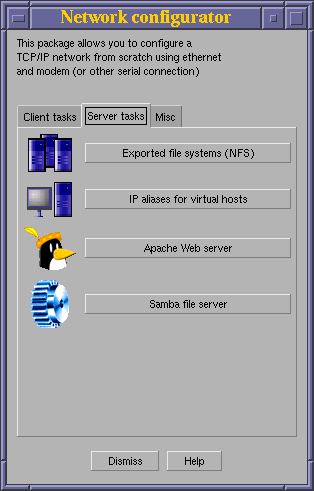 Network configurator
This package allows you to configure a
TCP/IP network from scratch using ethernet
and modem (or other serial connection)
Client tasks
Server tasks
Misc
Exported file systems (NFS)
IP aliases for virtual hosts
Apache Web server
Samba file server
Dismiss
Help